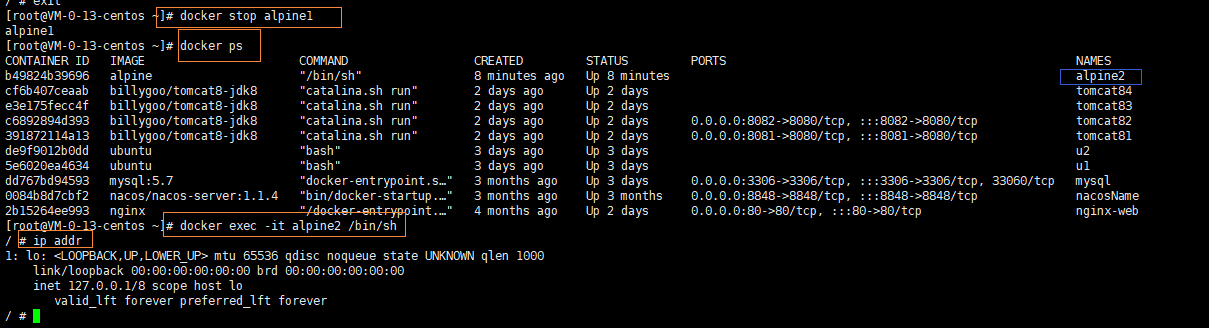 / # exit
[root@VM-0-13-centos ~]# docker stop alpine1
alpine1
[root@VM-0-13-centos ~]# docker ps
CONTAINER ID   IMAGE                       COMMAND                  CREATED         STATUS         PORTS                                                  NAMES
b49824b39696   alpine                      "/bin/sh"                8 minutes ago   Up 8 minutes                                                          alpine2
cf6b407ceaab   billygoo/tomcat8-jdk8       "catalina.sh run"        2 days ago      Up 2 days                                                             tomcat84
e3e175fecc4f   billygoo/tomcat8-jdk8       "catalina.sh run"        2 days ago      Up 2 days                                                             tomcat83
c6892894d393   billygoo/tomcat8-jdk8       "catalina.sh run"        2 days ago      Up 2 days      0.0.0.0:8082->8080/tcp, :::8082->8080/tcp              tomcat82
391872114a13   billygoo/tomcat8-jdk8       "catalina.sh run"        2 days ago      Up 2 days      0.0.0.0:8081->8080/tcp, :::8081->8080/tcp              tomcat81
de9f9012b0dd   ubuntu                      "bash"                   3 days ago      Up 3 days                                                             u2
5e6020ea4634   ubuntu                      "bash"                   3 days ago      Up 3 days                                                             u1
dd767bd94593   mysql:5.7                   "docker-entrypoint.s…"   3 months ago    Up 3 days      0.0.0.0:3306->3306/tcp, :::3306->3306/tcp, 33060/tcp   mysql
0084b8d7cbf2   nacos/nacos-server:1.1.4    "bin/docker-startup.…"   3 months ago    Up 3 months    0.0.0.0:8848->8848/tcp, :::8848->8848/tcp              nacosName
2b15264ee993   nginx                       "/docker-entrypoint.…"   4 months ago    Up 2 days      0.0.0.0:80->80/tcp, :::80->80/tcp                      nginx-web
[root@VM-0-13-centos ~]# docker exec -it alpine2 /bin/sh
/ # ip addr
1: lo: <LOOPBACK,UP,LOWER_UP> mtu 65536 qdisc noqueue state UNKNOWN qlen 1000
    link/loopback 00:00:00:00:00:00 brd 00:00:00:00:00:00
    inet 127.0.0.1/8 scope host lo
       valid_lft forever preferred_lft forever
/ #